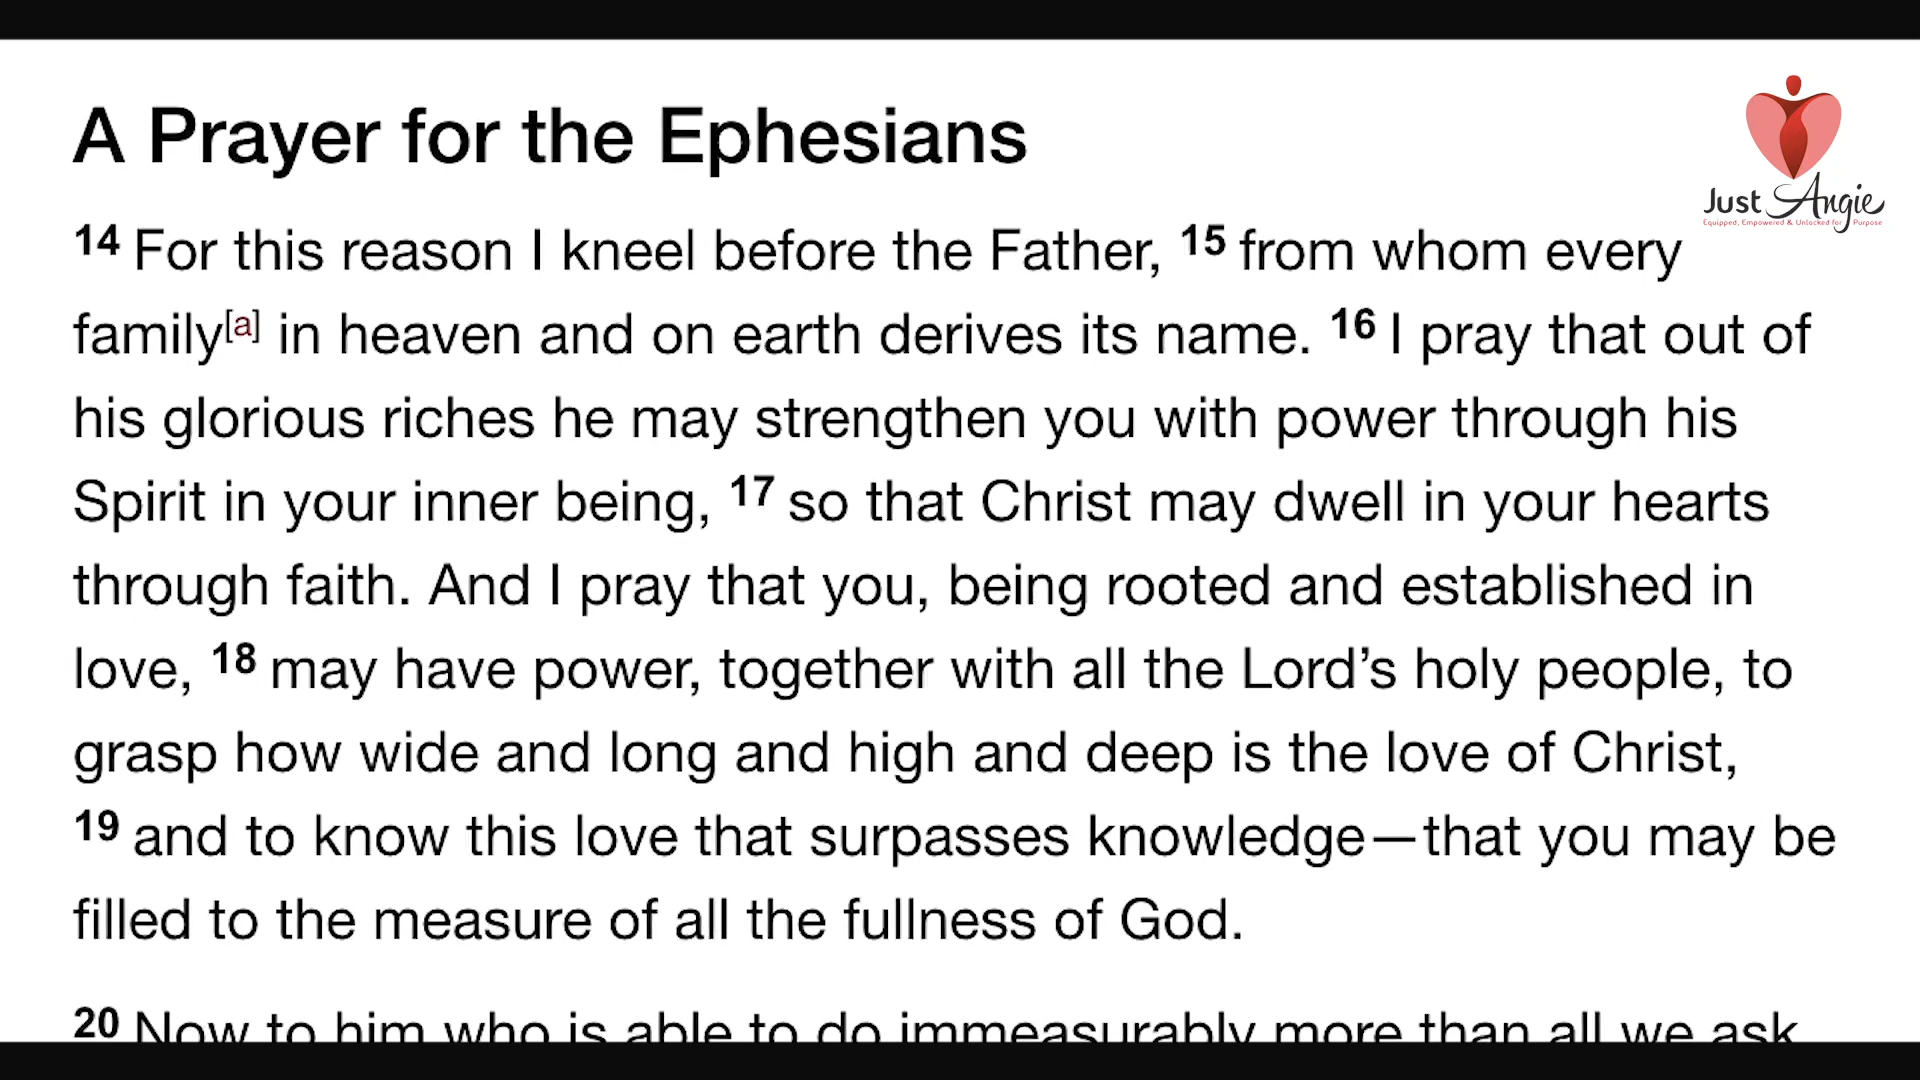 A Prayer for the Ephesians
Just Angie
Equipped, Empowered & Unlocked for Purpose
14 For this reason I kneel before the Father, 15 from whom every
family[a] in heaven and on earth derives its name. 16 I pray that out of
his glorious riches he may strengthen you with power through his
Spirit in your inner being, 17 so that Christ may dwell in your hearts
through faith. And I pray that you, being rooted and established in
love, 18 may have power, together with all the Lord’s holy people, to
grasp how wide and long and high and deep is the love of Christ,
19 and to know this love that surpasses knowledge—that you may be
filled to the measure of all the fullness of God.
20 Now to him who is able to do immeasurably more than all we ask